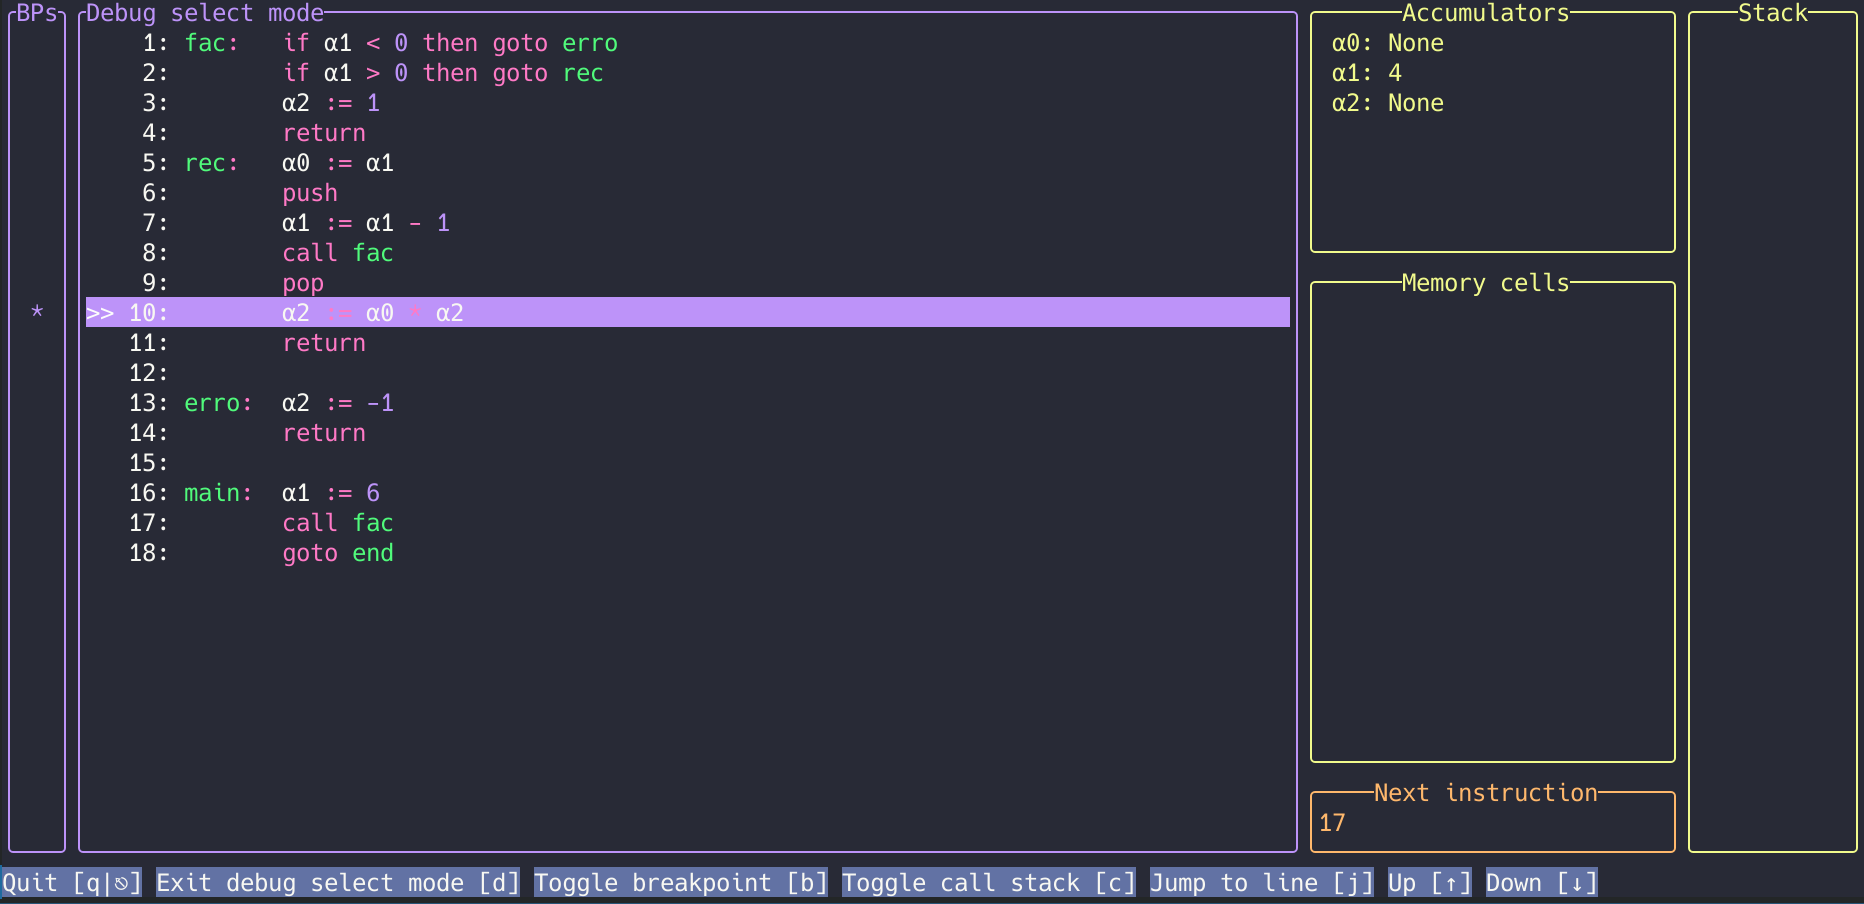 BPs Debug select mode
1: fac: if α1 < 0 then goto erro
2: if α1 > 0 then goto rec
3: α2 := 1
4: return
5: rec: α0 := α1
6: push
7: α1 := α1 - 1
8: call fac
9: pop
* >> 10: α2 := α0 * α2
11: return
12:
13: erro: α2 := -1
14: return
15:
16: main: α1 := 6
17: call fac
18: goto end
Accumulators
α0: None
α1: 4
α2: None
Memory cells
Next instruction
17
Stack
Quit [q|⎋] Exit debug select mode [d] Toggle breakpoint [b] Toggle call stack [c] Jump to line [j] Up [↑] Down [↓]